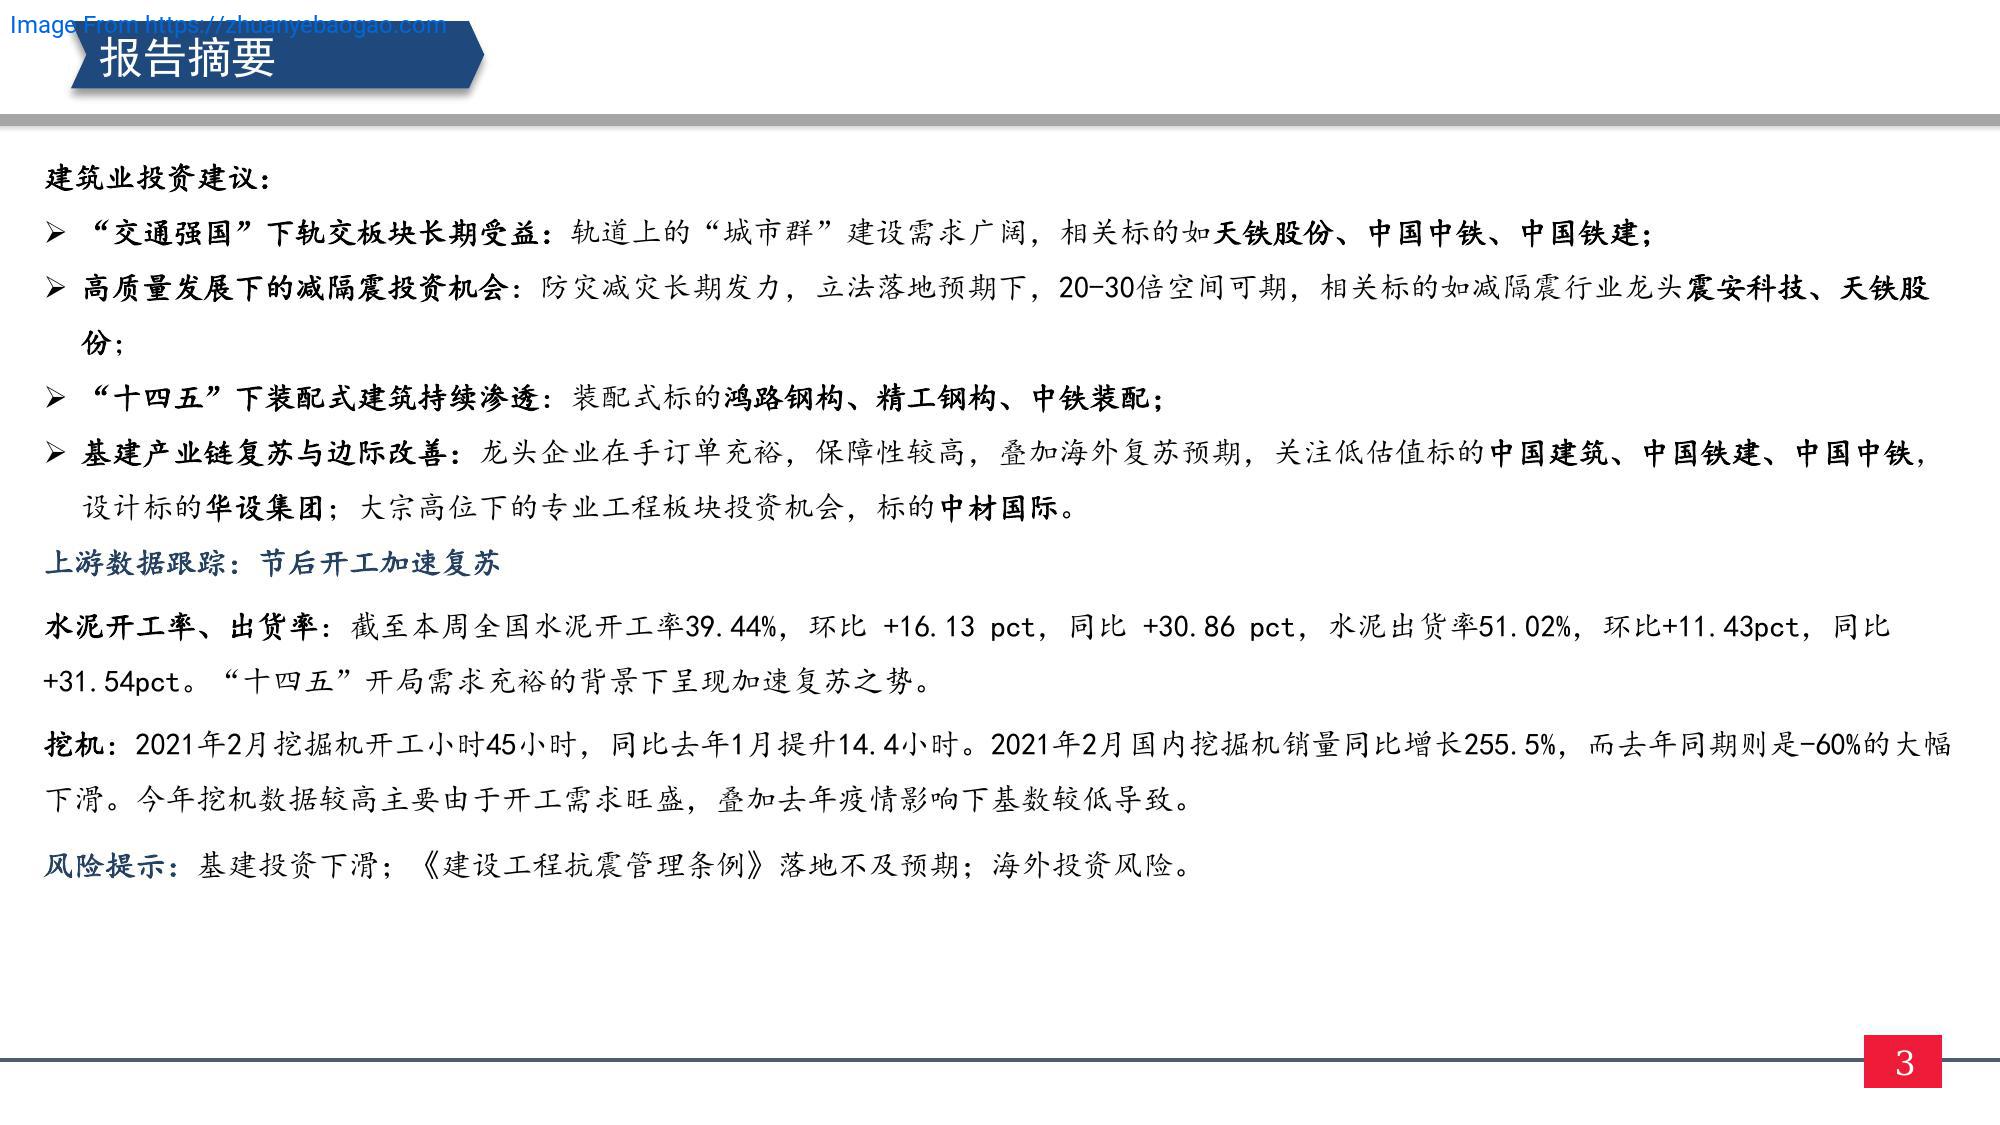 Image From https://zhuanyebaogao.com
报告摘要
建筑业投资建议：
➢ “交通强国”下轨交板块长期受益：轨道上的“城市群”建设需求广阔，相关标的如天铁股份、中国中铁、中国铁建；
➢ 高质量发展下的减隔震投资机会：防灾减灾长期发力，立法落地预期下，20-30倍空间可期，相关标的如减隔震行业龙头震安科技、天铁股
份；
➢ “十四五”下装配式建筑持续渗透：装配式标的鸿路钢构、精工钢构、中铁装配；
➢ 基建产业链复苏与边际改善：龙头企业在手订单充裕，保障性较高，叠加海外复苏预期，关注低估值标的中国建筑、中国铁建、中国中铁，
设计标的华设集团；大宗高位下的专业工程板块投资机会，标的中材国际。
上游数据跟踪：节后开工加速复苏
水泥开工率、出货率：截至本周全国水泥开工率39.44%，环比 +16.13 pct，同比 +30.86 pct，水泥出货率51.02%，环比+11.43pct，同比
+31.54pct。“十四五”开局需求充裕的背景下呈现加速复苏之势。
挖机：2021年2月挖掘机开工小时45小时，同比去年1月提升14.4小时。2021年2月国内挖掘机销量同比增长255.5%，而去年同期则是-60%的大幅
下滑。今年挖机数据较高主要由于开工需求旺盛，叠加去年疫情影响下基数较低导致。
风险提示：基建投资下滑；《建设工程抗震管理条例》落地不及预期；海外投资风险。
3